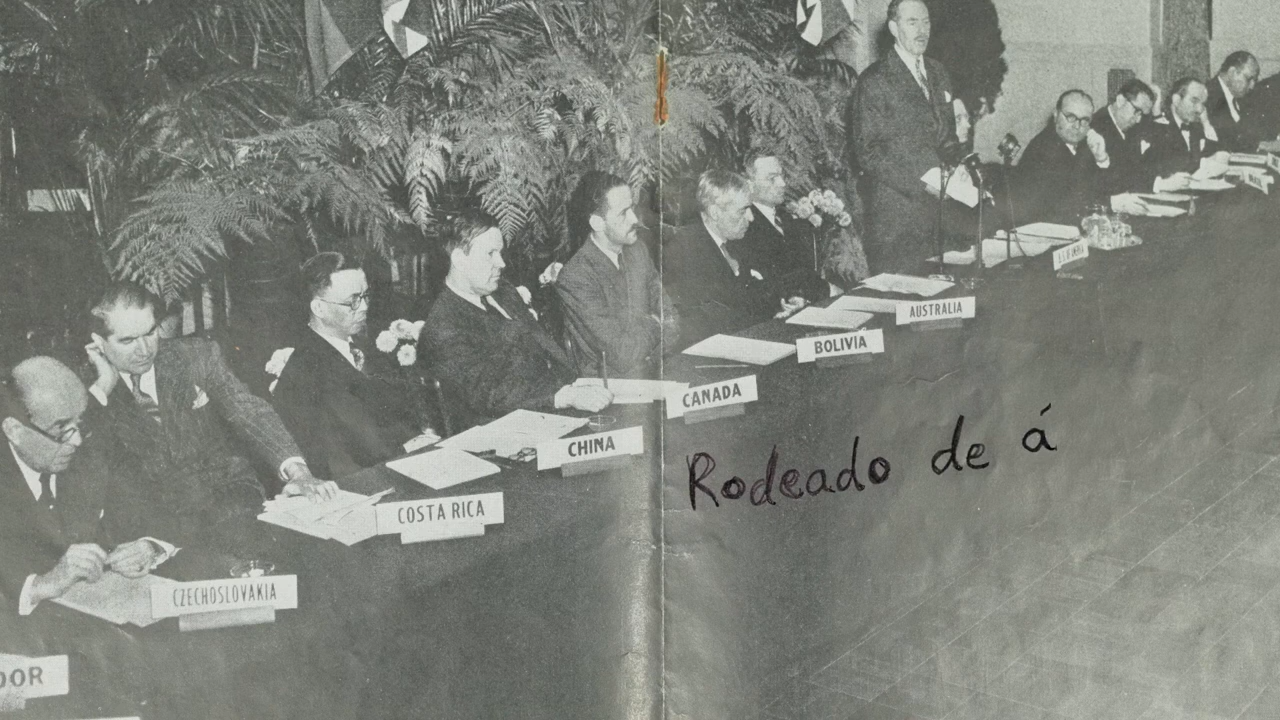 AUSTRALIA
BOLIVIA
CANADA
CHINA
COSTA RICA
CZECHOSLOVAKIA
DOR
Rodeado de á